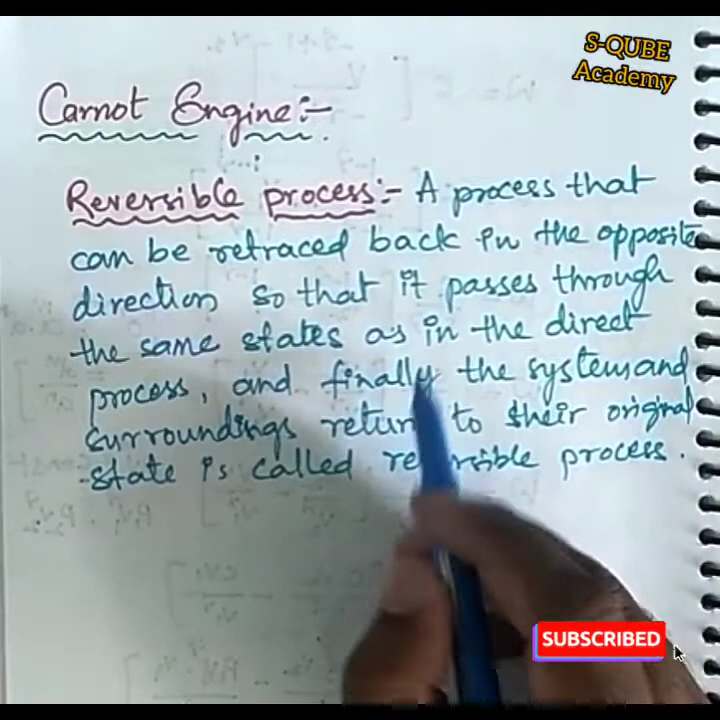 S-QUBE
Academy
Carnot Engine:-
Reversible process:- A process that
can be retraced back in the opposite
direction so that it passes through
the same states as in the direct
process, and finally the system and
surroundings return to their original
state is called reversible process.
SUBSCRIBED